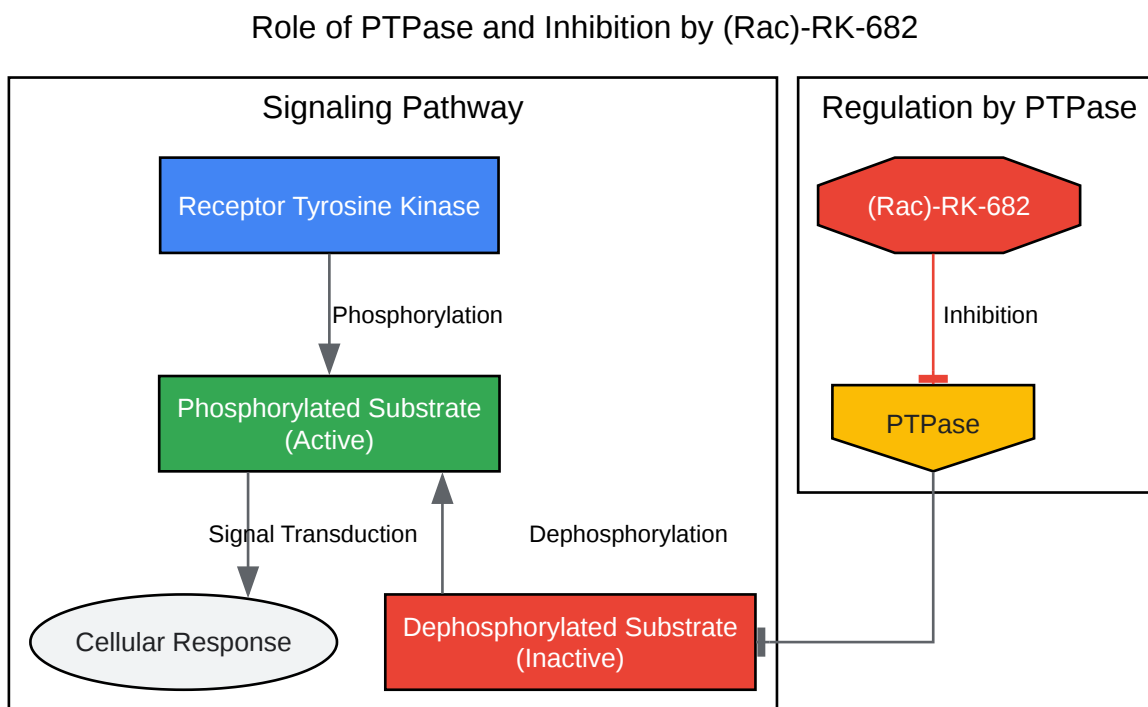 Role of PTPase and Inhibition by (Rac)-RK-682
Signaling Pathway
Receptor Tyrosine Kinase
Phosphorylation
Phosphorylated Substrate
(Active)
Signal Transduction
Dephosphorylation
Cellular Response
Dephosphorylated Substrate
(Inactive)
Regulation by PTPase
(Rac)-RK-682
Inhibition
PTPase